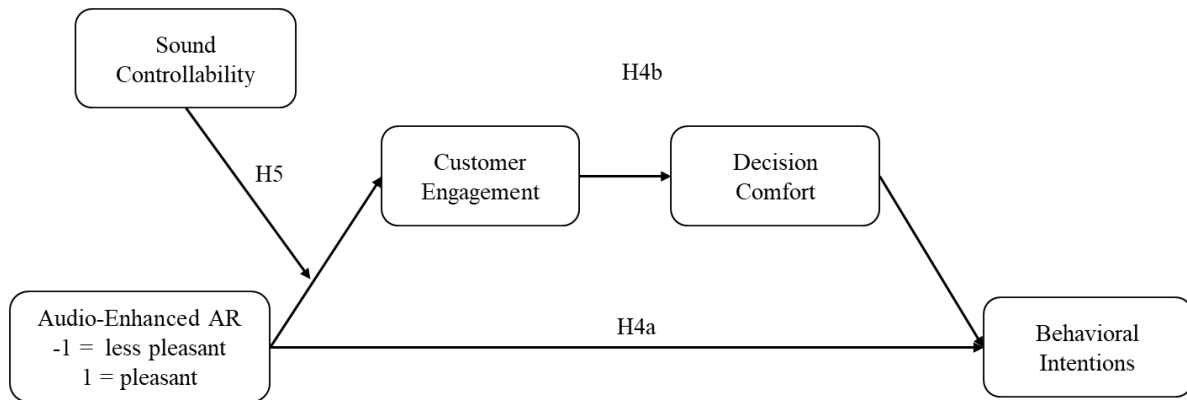 Sound
Controllability
H4b
H5
Customer
Engagement
Decision
Comfort
Audio-Enhanced AR
-1 = less pleasant
1 = pleasant
H4a
Behavioral
Intentions